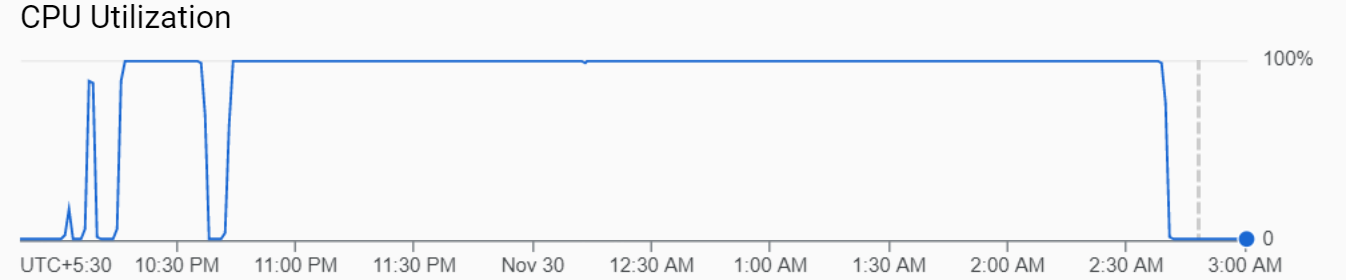 CPU Utilization
100%
0
UTC+5:30 10:30 PM 11:00 PM 11:30 PM Nov 30 12:30 AM 1:00 AM 1:30 AM 2:00 AM 2:30 AM 3:00 AM